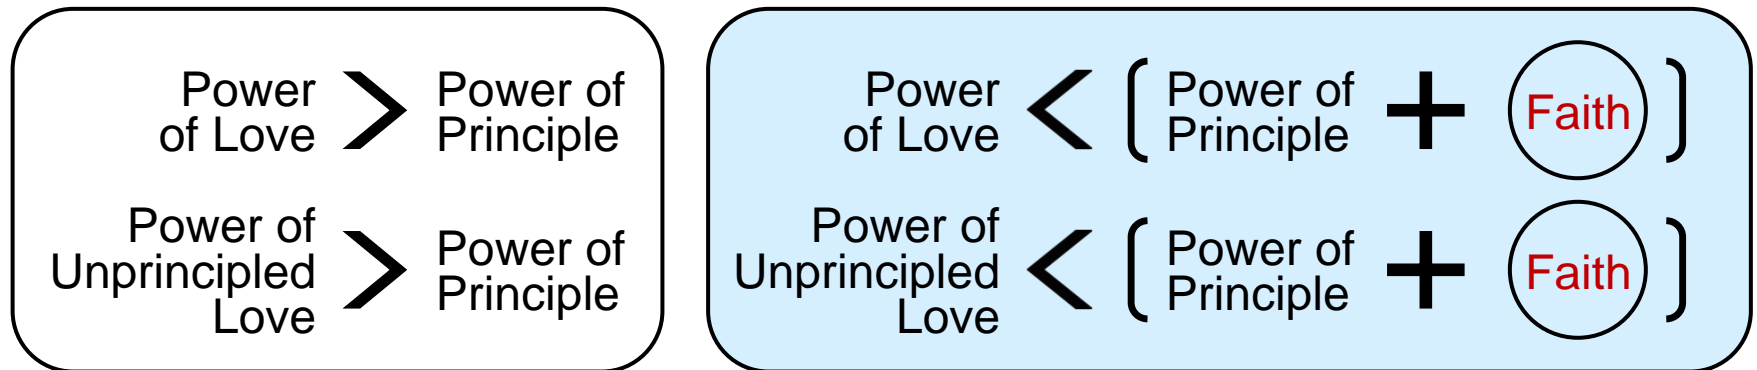 Power
of Love > Power of
Principle
Power of
Unprincipled
Love > Power of
Principle
Power
of Love < [ Power of
Principle + Faith ]
Power of
Unprincipled
Love < [ Power of
Principle + Faith ]